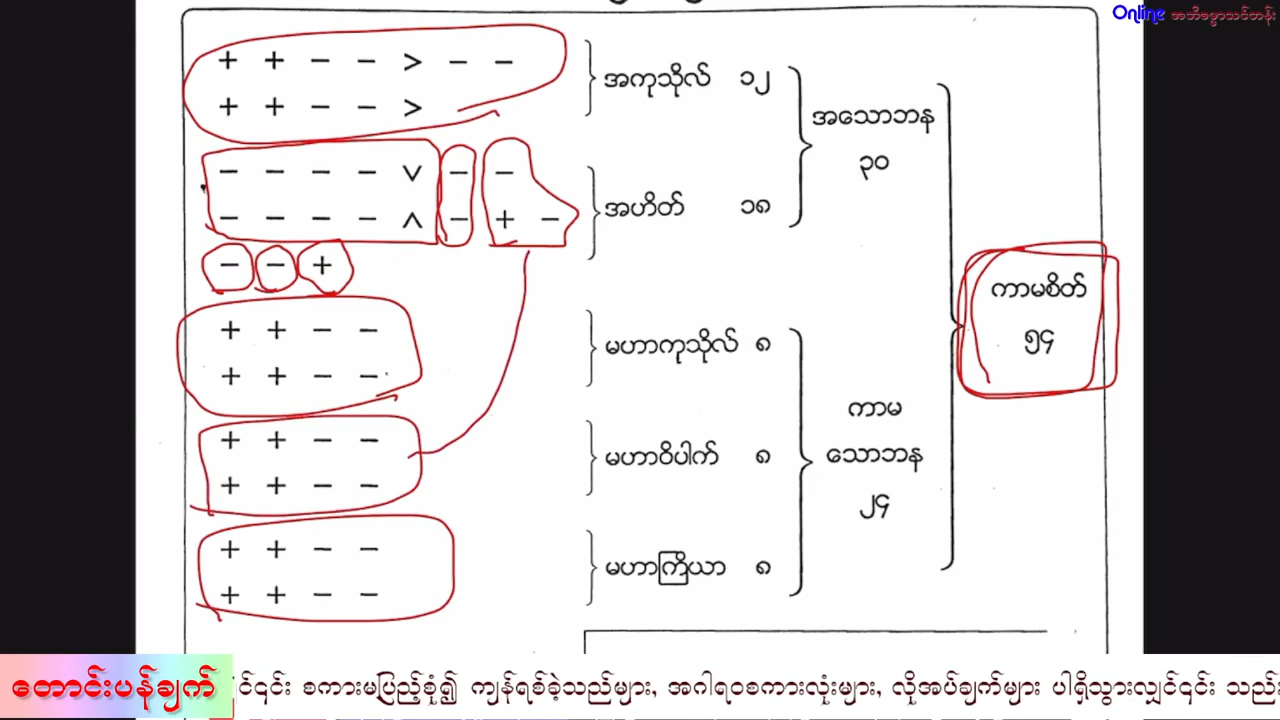 Online အဘိဓမ္မာသင်တန်း
+ + − − > − −
+ + − − >
အကုသိုလ် ၁၂
အသောဘန
၃၀
− − − − ∨ − −
− − − − ∧ − + −
− − +
အဟိတ် ၁၈
ကာမစိတ်
၅၄
+ + − −
+ + − −
မဟာကုသိုလ် ၈
ကာမ
သောဘန
၂၄
+ + − −
+ + − −
မဟာဝိပါက် ၈
+ + − −
+ + − −
မဟာကြိယာ ၈
တောင်းပန်ချက်
စကားမပြည့်စုံ၍ ကျန်ရစ်ခဲ့သည်များ, အဂါရဝစကားလုံးများ, လိုအပ်ချက်များ ပါရှိသွားလျှင်၎င်း သည်း